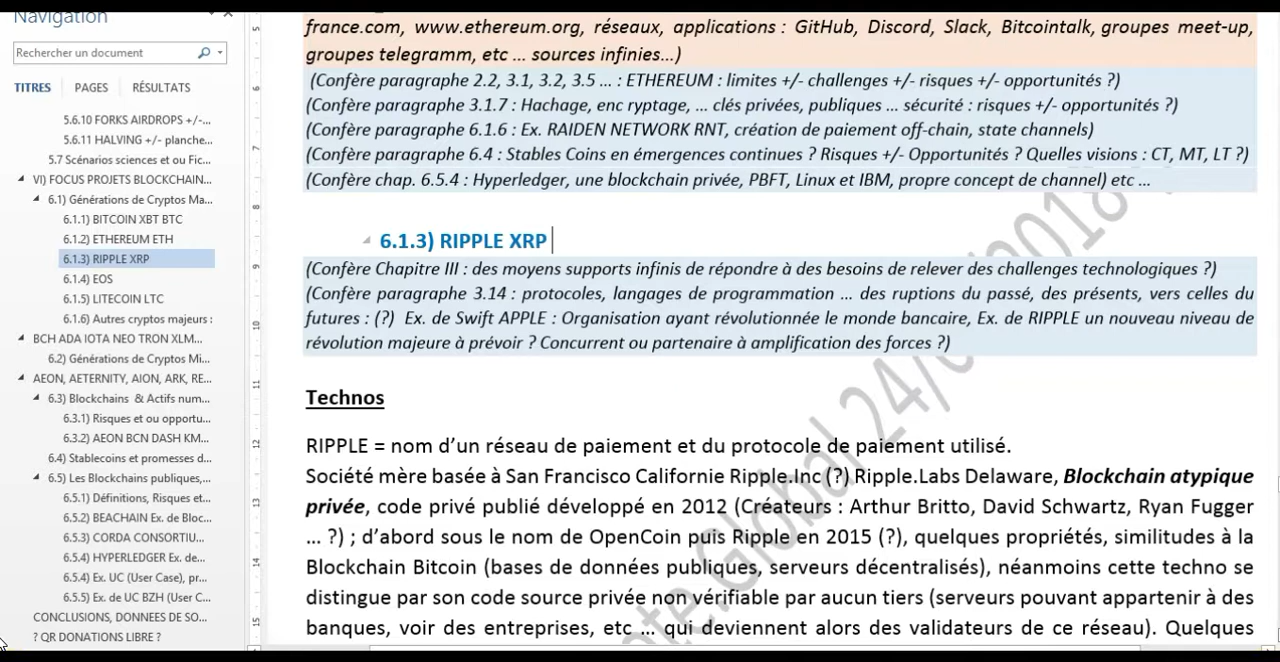 Navigation
Rechercher un document
TITRES PAGES RÉSULTATS
5.6.10 FORKS AIRDROPS +/-...
5.6.11 HALVING +/- planche...
5.7 Scénarios sciences et ou Fic...
VI) FOCUS PROJETS BLOCKCHAIN...
6.1) Générations de Cryptos Ma...
6.1.1) BITCOIN XBT BTC
6.1.2) ETHEREUM ETH
6.1.3) RIPPLE XRP
6.1.4) EOS
6.1.5) LITECOIN LTC
6.1.6) Autres cryptos majeurs :
BCH ADA IOTA NEO TRON XLM...
6.2) Générations de Cryptos Mi...
AEON, AETERNITY, AION, ARK, RE...
6.3) Blockchains & Actifs num...
6.3.1) Risques et ou opportu...
6.3.2) AEON BCN DASH KM...
6.4) Stablecoins et promesses d...
6.5) Les Blockchains publiques,...
6.5.1) Définitions, Risques et...
6.5.2) BEACHAIN Ex. de Bloc...
6.5.3) CORDA CONSORTIU...
6.5.4) HYPERLEDGER Ex. de...
6.5.4) Ex. UC (User Case), pr...
6.5.5) Ex. de UC BZH (User C...
CONCLUSIONS, DONNEES DE SO...
? QR DONATIONS LIBRE ?
5
6
7
8
9
10
11
12
13
14
15
france.com, www.ethereum.org, réseaux, applications : GitHub, Discord, Slack, Bitcointalk, groupes meet-up,
groupes telegramm, etc ... sources infinies...)
(Confère paragraphe 2.2, 3.1, 3.2, 3.5 ... : ETHEREUM : limites +/- challenges +/- risques +/- opportunités ?)
(Confère paragraphe 3.1.7 : Hachage, enc ryptage, ... clés privées, publiques ... sécurité : risques +/- opportunités ?)
(Confère paragraphe 6.1.6 : Ex. RAIDEN NETWORK RNT, création de paiement off-chain, state channels)
(Confère paragraphe 6.4 : Stables Coins en émergences continues ? Risques +/- Opportunités ? Quelles visions : CT, MT, LT ?)
(Confère chap. 6.5.4 : Hyperledger, une blockchain privée, PBFT, Linux et IBM, propre concept de channel) etc ...
6.1.3) RIPPLE XRP
(Confère Chapitre III : des moyens supports infinis de répondre à des besoins de relever des challenges technologiques ?)
(Confère paragraphe 3.14 : protocoles, langages de programmation ... des ruptions du passé, des présents, vers celles du
futures : (?) Ex. de Swift APPLE : Organisation ayant révolutionnée le monde bancaire, Ex. de RIPPLE un nouveau niveau de
révolution majeure à prévoir ? Concurrent ou partenaire à amplification des forces ?)
Technos
RIPPLE = nom d'un réseau de paiement et du protocole de paiement utilisé.
Société mère basée à San Francisco Californie Ripple.Inc (?) Ripple.Labs Delaware, Blockchain atypique
privée, code privé publié développé en 2012 (Créateurs : Arthur Britto, David Schwartz, Ryan Fugger
... ?) ; d'abord sous le nom de OpenCoin puis Ripple en 2015 (?), quelques propriétés, similitudes à la
Blockchain Bitcoin (bases de données publiques, serveurs décentralisés), néanmoins cette techno se
distingue par son code source privée non vérifiable par aucun tiers (serveurs pouvant appartenir à des
banques, voir des entreprises, etc ... qui deviennent alors des validateurs de ce réseau). Quelques